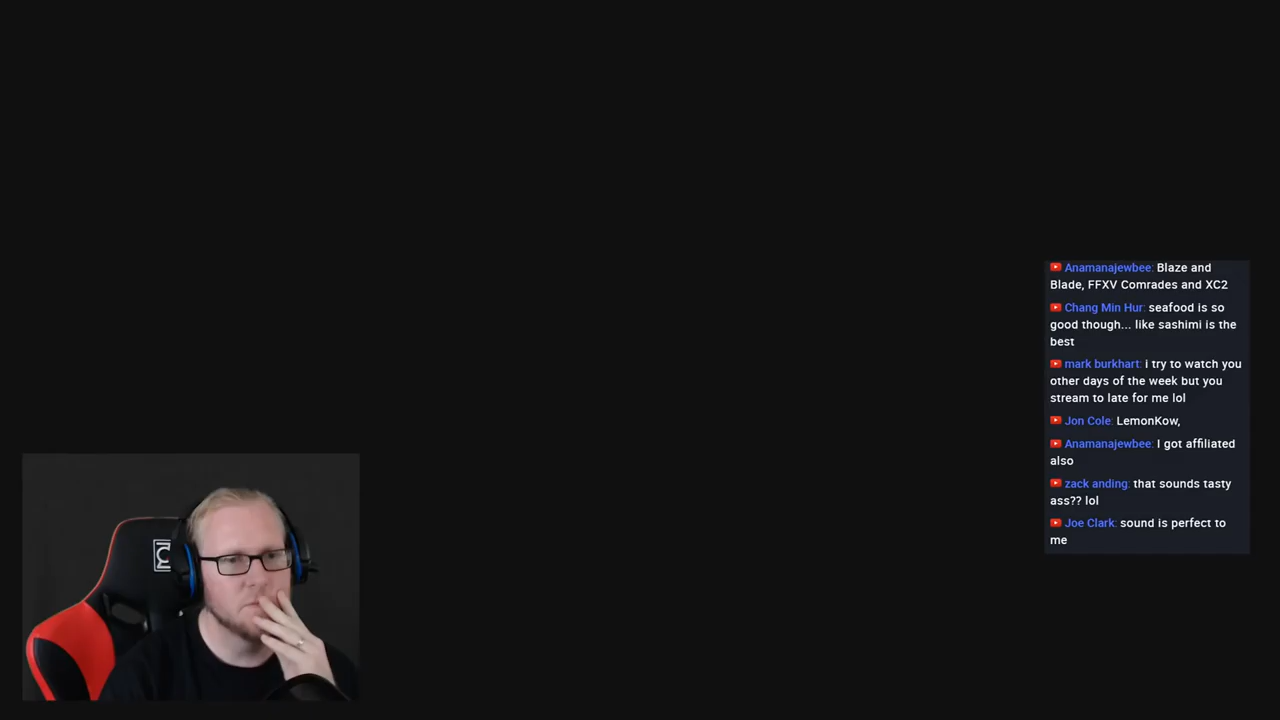 Anamanajewbee: Blaze and
Blade, FFXV Comrades and XC2
Chang Min Hur: seafood is so
good though... like sashimi is the
best
mark burkhart: i try to watch you
other days of the week but you
stream to late for me lol
Jon Cole: LemonKow,
Anamanajewbee: I got affiliated
also
zack anding: that sounds tasty
ass?? lol
Joe Clark: sound is perfect to
me